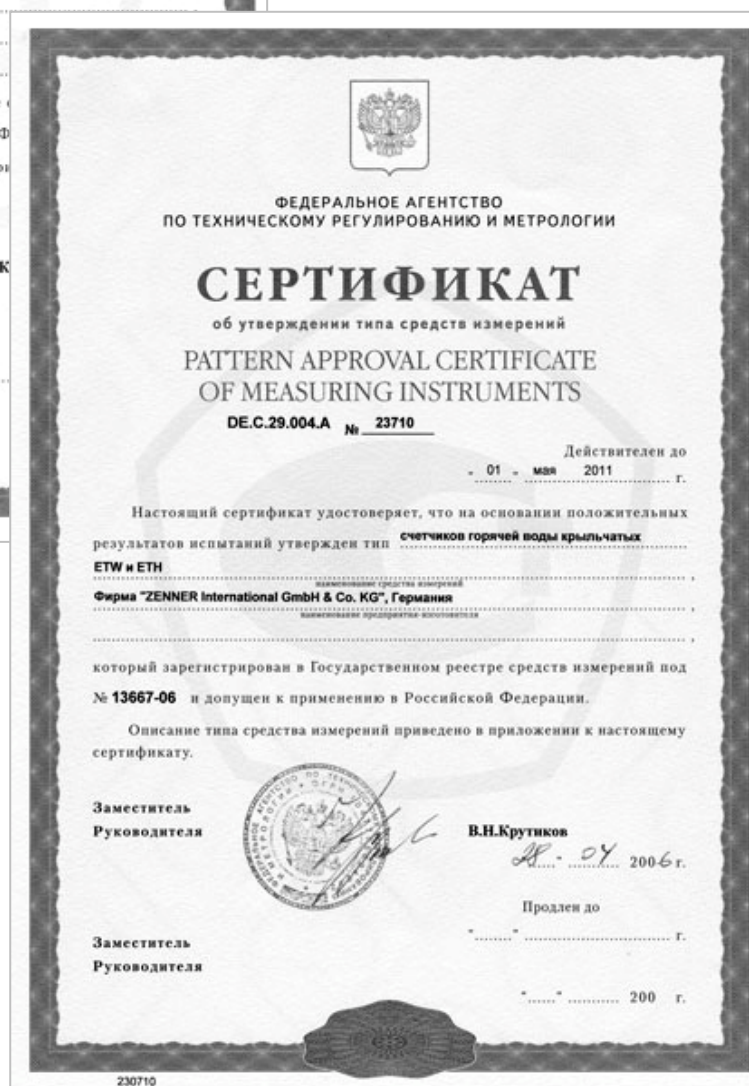 ФЕДЕРАЛЬНОЕ АГЕНТСТВО
ПО ТЕХНИЧЕСКОМУ РЕГУЛИРОВАНИЮ И МЕТРОЛОГИИ
СЕРТИФИКАТ
об утверждении типа средств измерений
PATTERN APPROVAL CERTIFICATE
OF MEASURING INSTRUMENTS
DE.C.29.004.A № 23710
Действителен до
" 01 " мая 2011 г.
Настоящий сертификат удостоверяет, что на основании положительных
результатов испытаний утвержден тип счетчиков горячей воды крыльчатых
ETW и ETH ,
наименование средства измерений
Фирма "ZENNER International GmbH & Co. KG", Германия ,
наименование предприятия-изготовителя
который зарегистрирован в Государственном реестре средств измерений под
№ 13667-06 и допущен к применению в Российской Федерации.
Описание типа средства измерений приведено в приложении к настоящему
сертификату.
Заместитель
Руководителя
В.Н.Крутиков
28 . 04 2006 г.
Продлен до
"......" ............ г.
Заместитель
Руководителя
"......" ............ 200 г.
230710